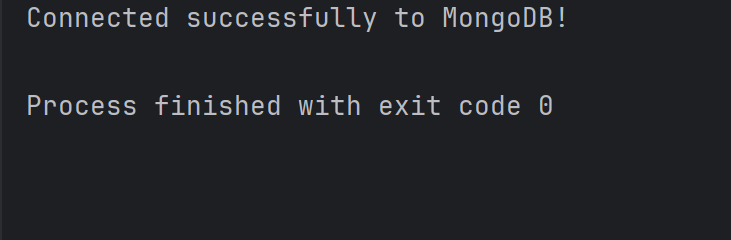 Connected successfully to MongoDB!
Process finished with exit code 0